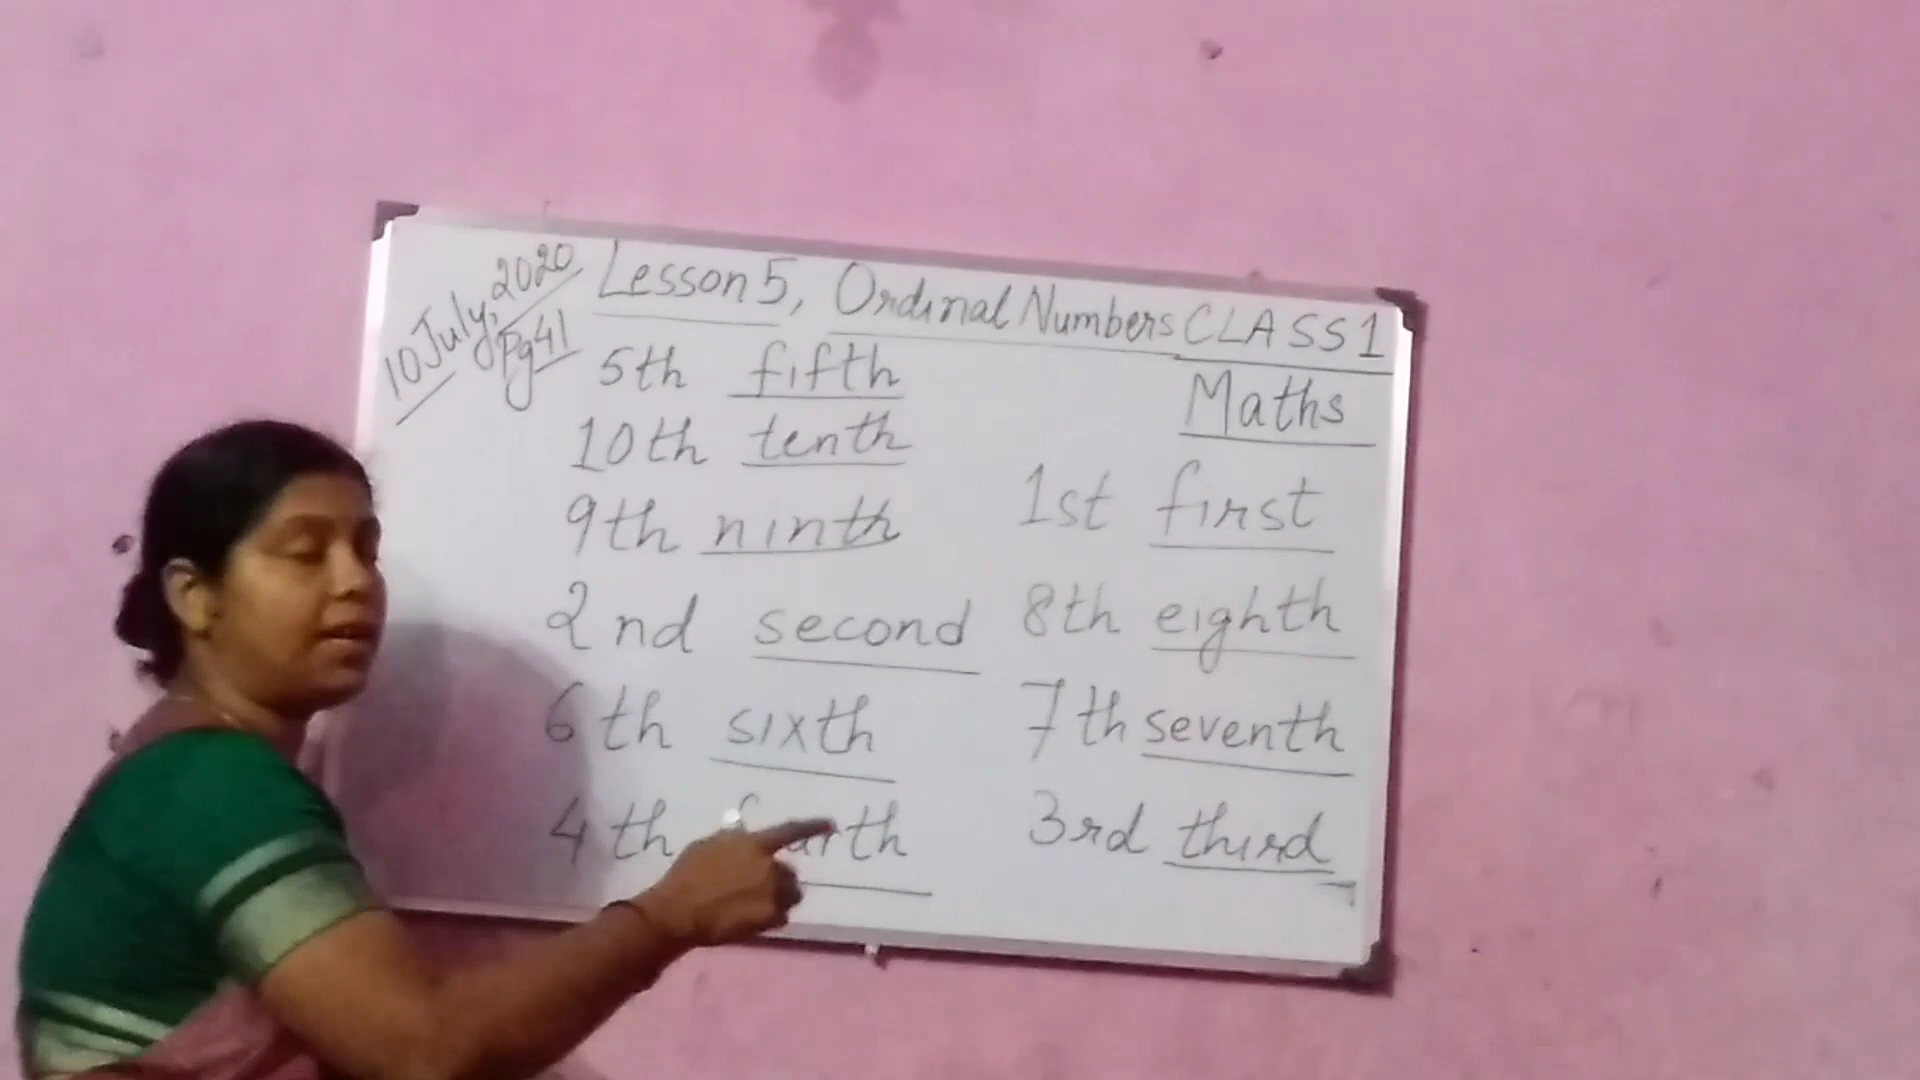 10 July, 2020
Pg 41
Lesson 5, Ordinal Numbers CLASS 1
Maths
5th fifth
10th tenth
9th ninth
2nd second
6th sixth
4th
1st first
8th eighth
7th seventh
3rd third